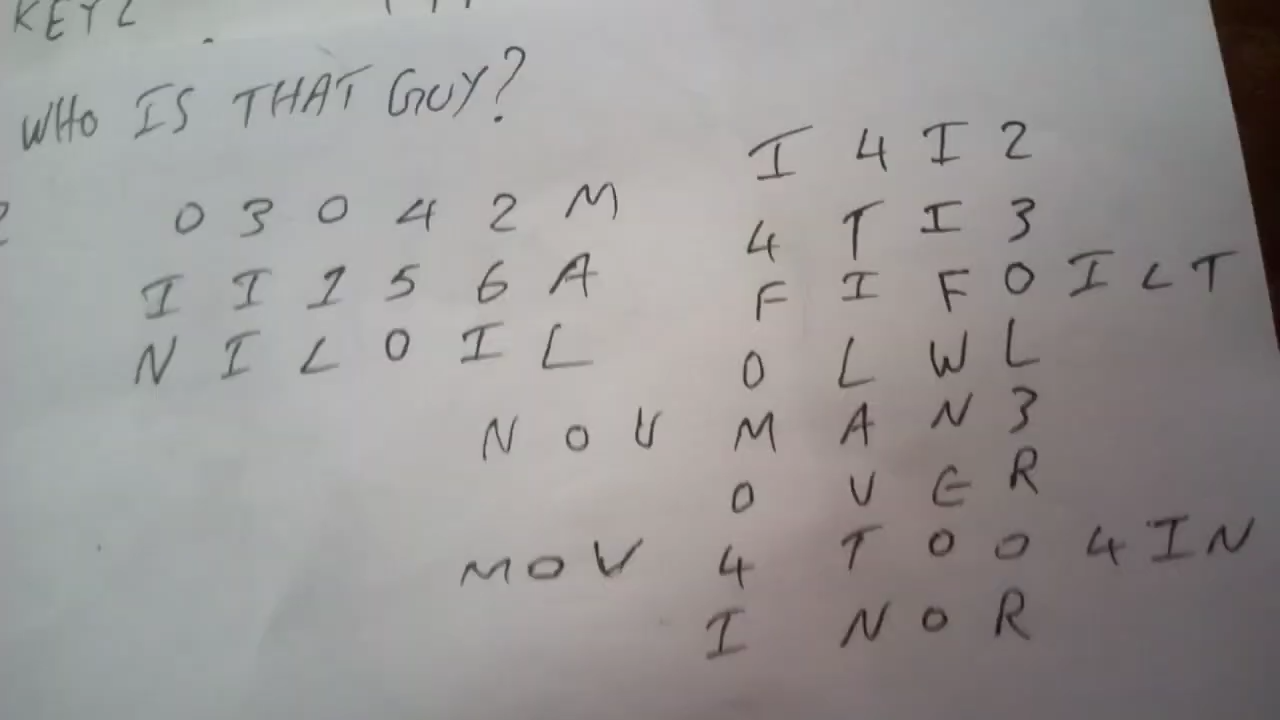 KEYL
WHO IS THAT GUY?
0 3 0 4 2 M
I I 1 5 6 A
N I L O I L
I 4 I 2
4 T I 3
F I F O I L T
O L W L
N O V M A N 3
O V E R
M O V 4 T O O 4 I N
I N O R